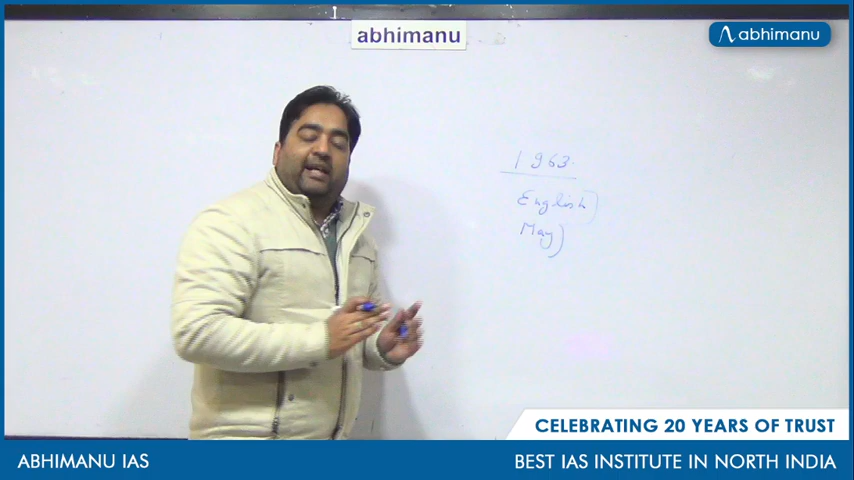 abhimanu
abhimanu
1963.
English)
May)
CELEBRATING 20 YEARS OF TRUST
ABHIMANU IAS
BEST IAS INSTITUTE IN NORTH INDIA